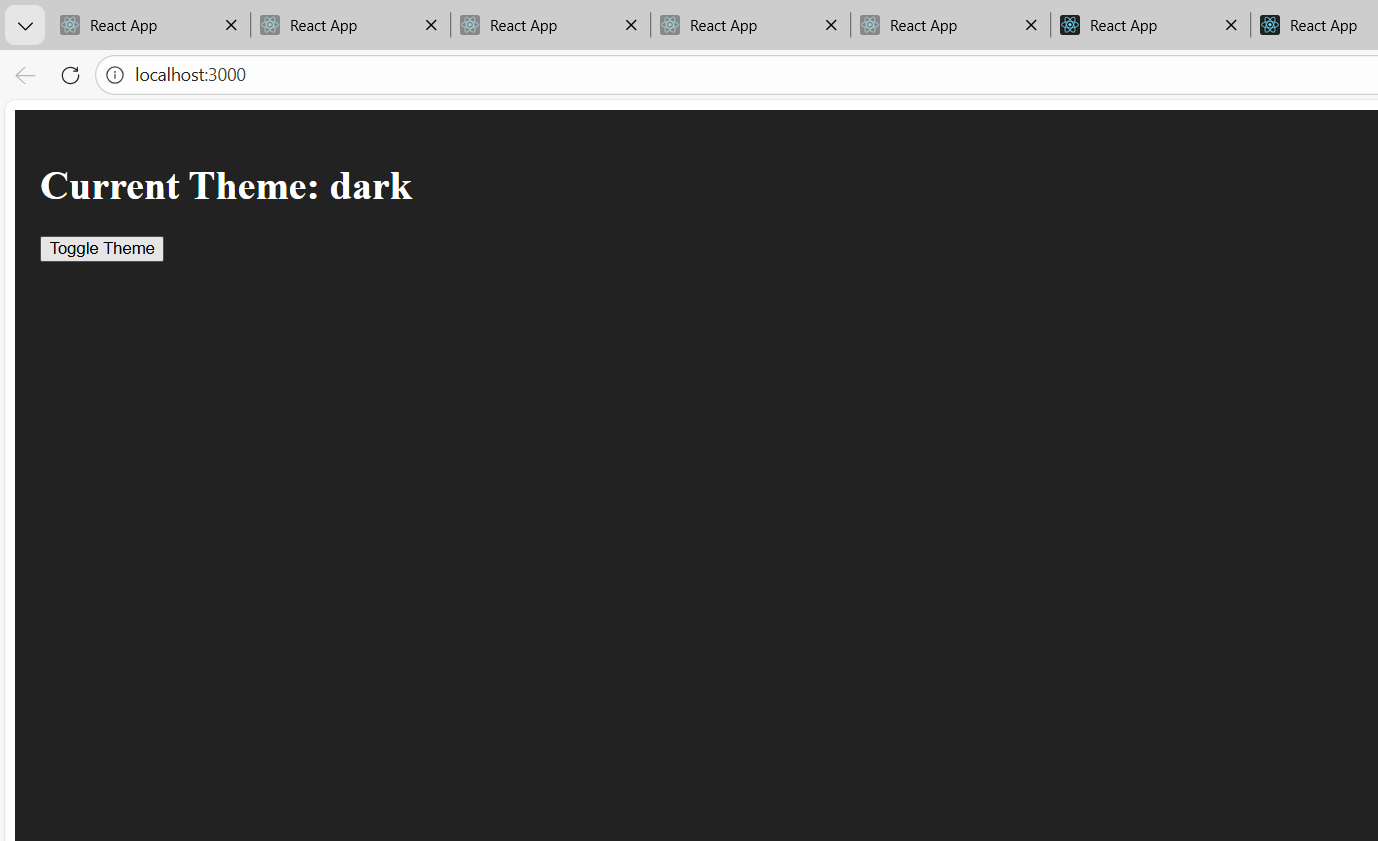 React App React App React App React App React App React App React App
localhost:3000
Current Theme: dark
Toggle Theme